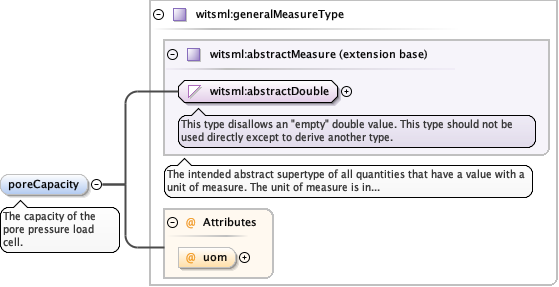 witsml:generalMeasureType
witsml:abstractMeasure (extension base)
witsml:abstractDouble
This type disallows an "empty" double value. This type should not be
used directly except to derive another type.
The intended abstract supertype of all quantities that have a value with a
unit of measure. The unit of measure is in...
poreCapacity
The capacity of the
pore pressure load
cell.
@ Attributes
@ uom